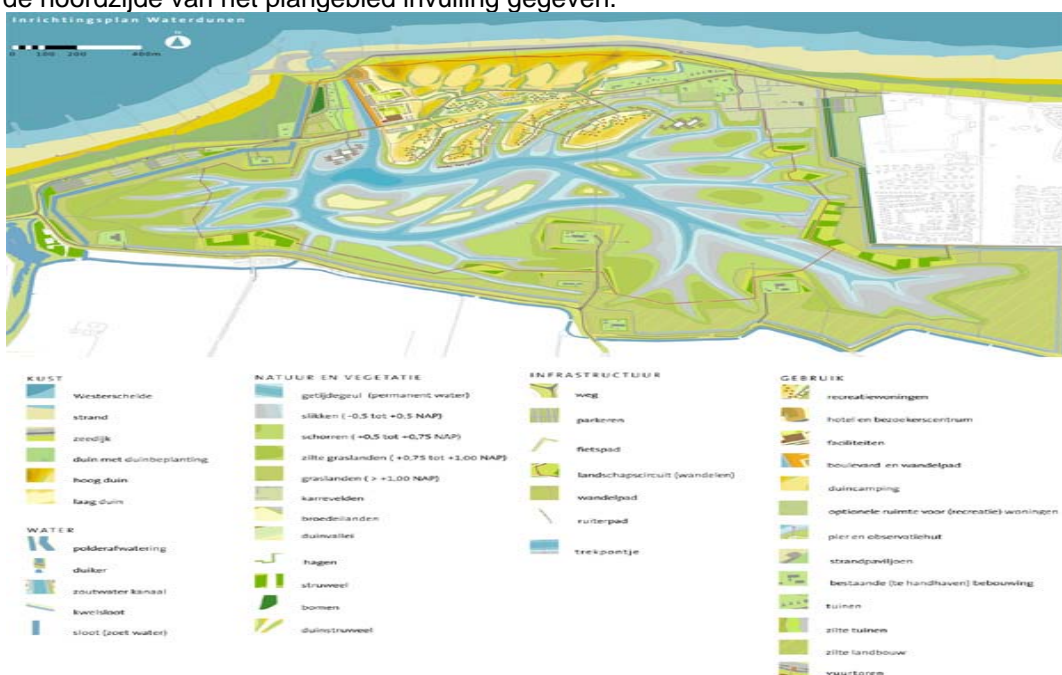 de noordzijde van het plangebied invulling gegeven.
Inrichtingsplan Waterdunen
0 100 200 400m
KUST
Westerschelde
strand
zeedijk
duin met duinbeplanting
hoog duin
laag duin
WATER
polderafwatering
duiker
zoutwater kanaal
kwelsloot
sloot (zoet water)
NATUUR EN VEGETATIE
getijdegeul (permanent water)
slikken (-0,5 tot +0,5 NAP)
schorren (+0,5 tot +0,75 NAP)
zilte graslanden (+0,75 tot +1,00 NAP)
graslanden (> +1,00 NAP)
karrevelden
broedeilanden
duinvallei
hagen
struweel
bomen
duinstruweel
INFRASTRUCTUUR
weg
parkeren
fietspad
landschapscircuit (wandelen)
wandelpad
ruiterpad
trekpontje
GEBRUIK
recreatiewoningen
hotel en bezoekerscentrum
faciliteiten
boulevard en wandelpad
duincamping
optionele ruimte voor (recreatie) woningen
pier en observatiehut
strandpaviljoen
bestaande (te handhaven) bebouwing
tuinen
zilte tuinen
zilte landbouw
vuurtoren